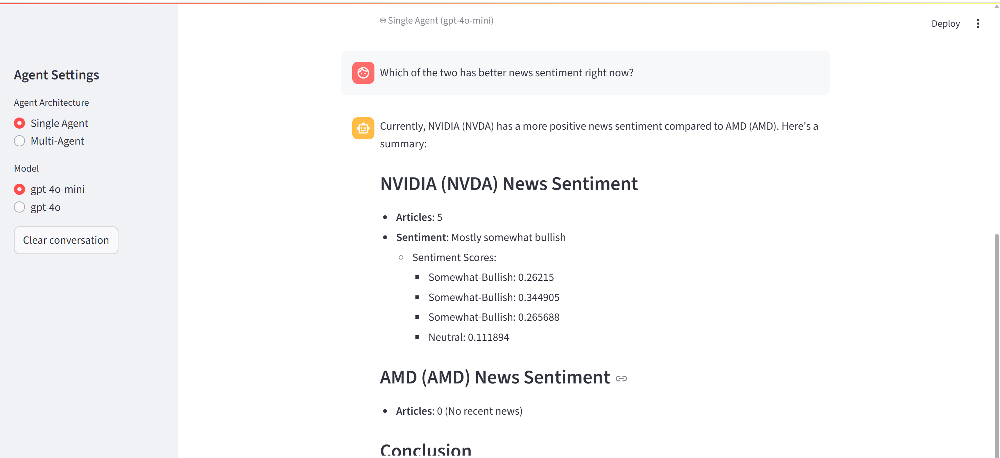 Single Agent (gpt-4o-mini)
Deploy
Agent Settings
Agent Architecture
Single Agent
Multi-Agent
Model
gpt-4o-mini
gpt-4o
Clear conversation
Which of the two has better news sentiment right now?
Currently, NVIDIA (NVDA) has a more positive news sentiment compared to AMD (AMD). Here's a
summary:
NVIDIA (NVDA) News Sentiment
• Articles: 5
• Sentiment: Mostly somewhat bullish
○ Sentiment Scores:
■ Somewhat-Bullish: 0.26215
■ Somewhat-Bullish: 0.344905
■ Somewhat-Bullish: 0.265688
■ Neutral: 0.111894
AMD (AMD) News Sentiment
• Articles: 0 (No recent news)
Conclusion